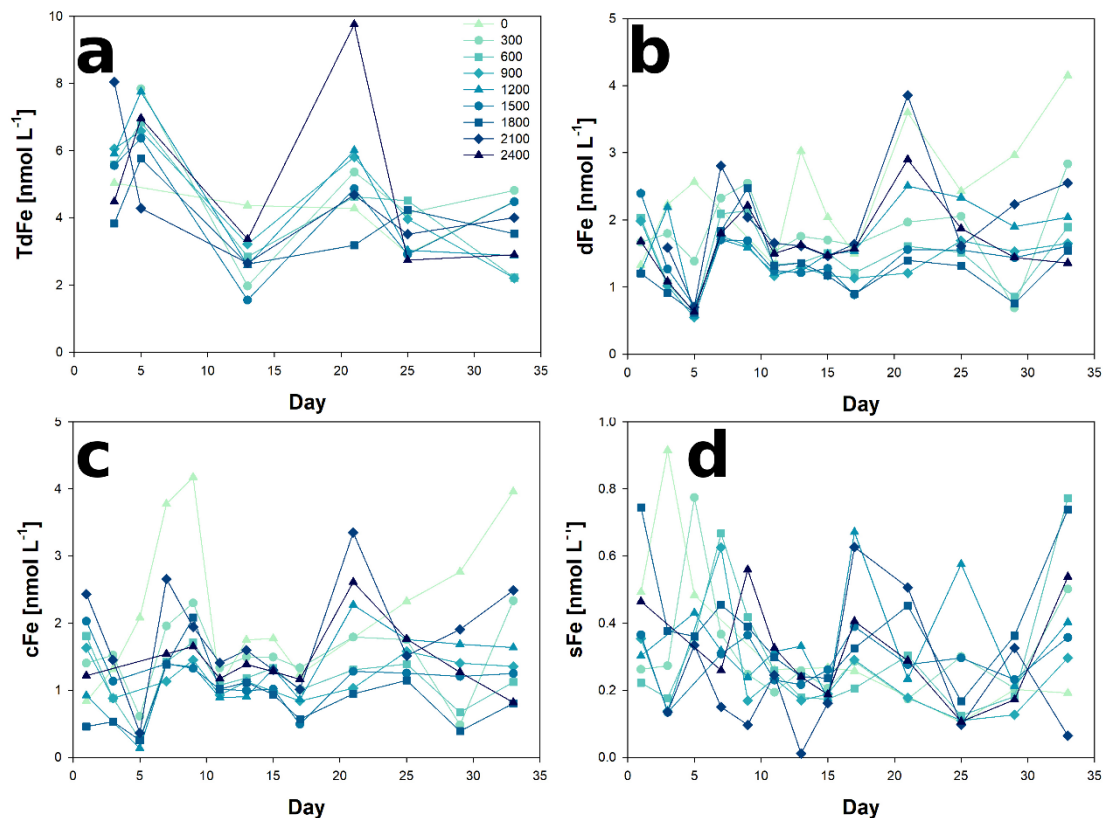 a
TdFe [nmol L⁻¹]
10
8
6
4
2
0
0 5 10 15 20 25 30 35
Day
0
300
600
900
1200
1500
1800
2100
2400
b
dFe [nmol L⁻¹]
5
4
3
2
1
0
0 5 10 15 20 25 30 35
Day
c
cFe [nmol L⁻¹]
5
4
3
2
1
0
0 5 10 15 20 25 30 35
Day
d
sFe [nmol L⁻¹]
1.0
0.8
0.6
0.4
0.2
0.0
0 5 10 15 20 25 30 35
Day